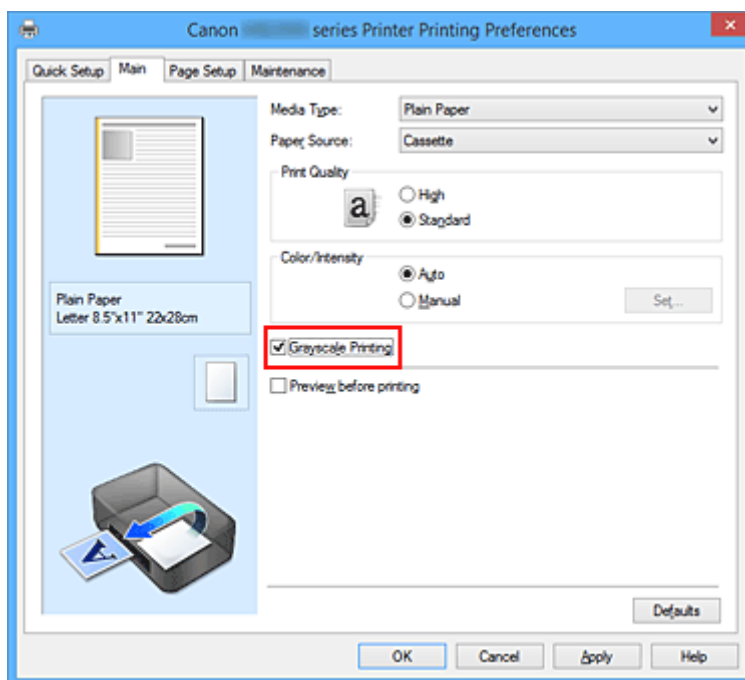 Canon series Printer Printing Preferences
Quick Setup Main Page Setup Maintenance
Media Type: Plain Paper
Paper Source: Cassette
Print Quality
a
High
Standard
Color/Intensity
Auto
Manual Set...
Plain Paper
Letter 8.5"x11" 22x28cm
Grayscale Printing
Preview before printing
A
Defaults
OK Cancel Apply Help